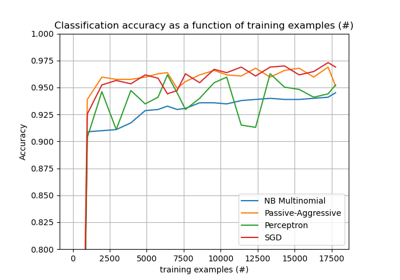 Classification accuracy as a function of training examples (#)
1.000
0.975
0.950
0.925
0.900
0.875
0.850
0.825
0.800
Accuracy
NB Multinomial
Passive-Aggressive
Perceptron
SGD
0 2500 5000 7500 10000 12500 15000 17500
training examples (#)